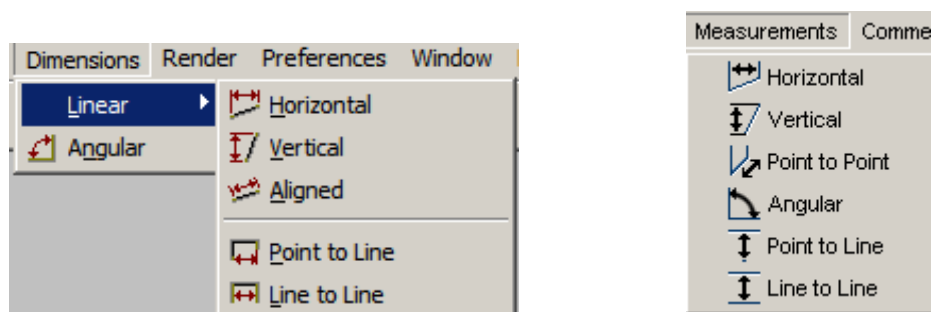 Dimensions Render Preferences Window
Linear
Angular
Horizontal
Vertical
Aligned
Point to Line
Line to Line
Measurements
Horizontal
Vertical
Point to Point
Angular
Point to Line
Line to Line